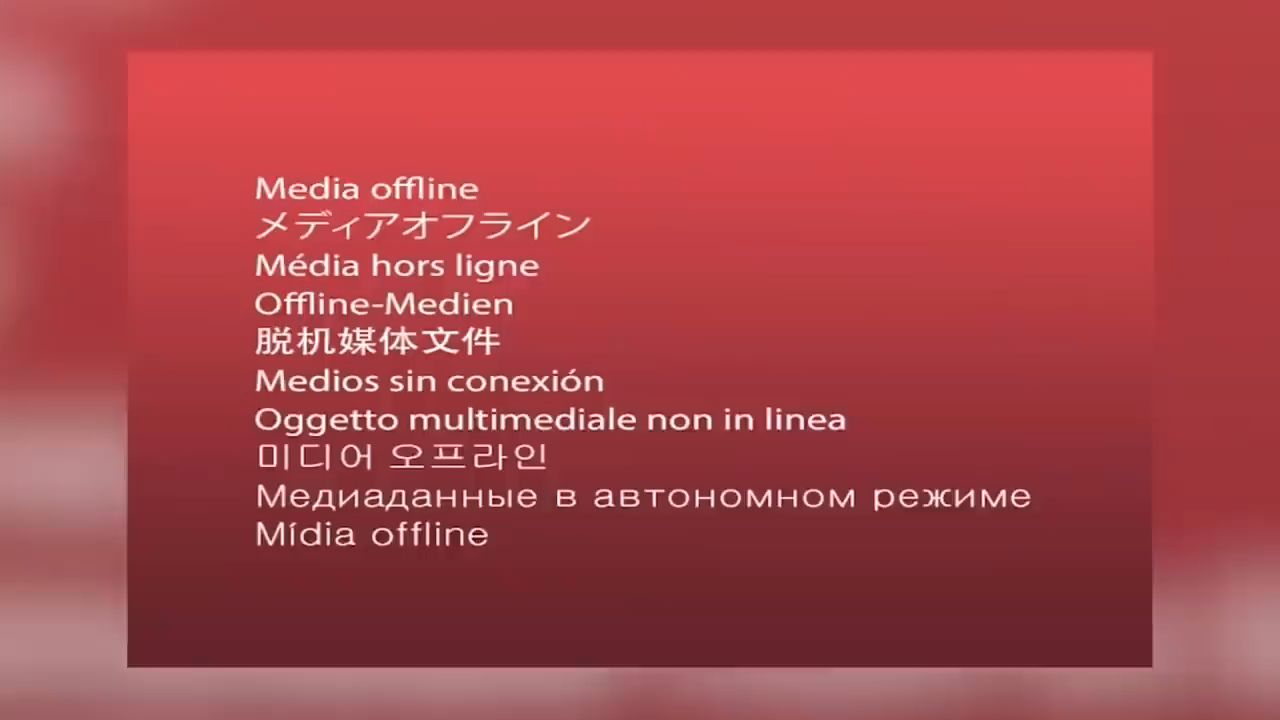 Media offline
メディアオフライン
Média hors ligne
Offline-Medien
脱机媒体文件
Medios sin conexión
Oggetto multimediale non in linea
미디어 오프라인
Медиаданные в автономном режиме
Mídia offline